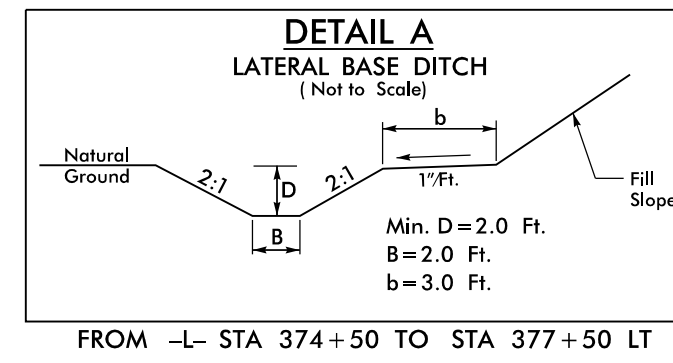 DETAIL A
LATERAL BASE DITCH
( Not to Scale)
b
Natural
Ground
2:1
D
2:1
1"/Ft.
B
Fill
Slope
Min. D=2.0 Ft.
B=2.0 Ft.
b=3.0 Ft.
FROM -L- STA 374+50 TO STA 377+50 LT